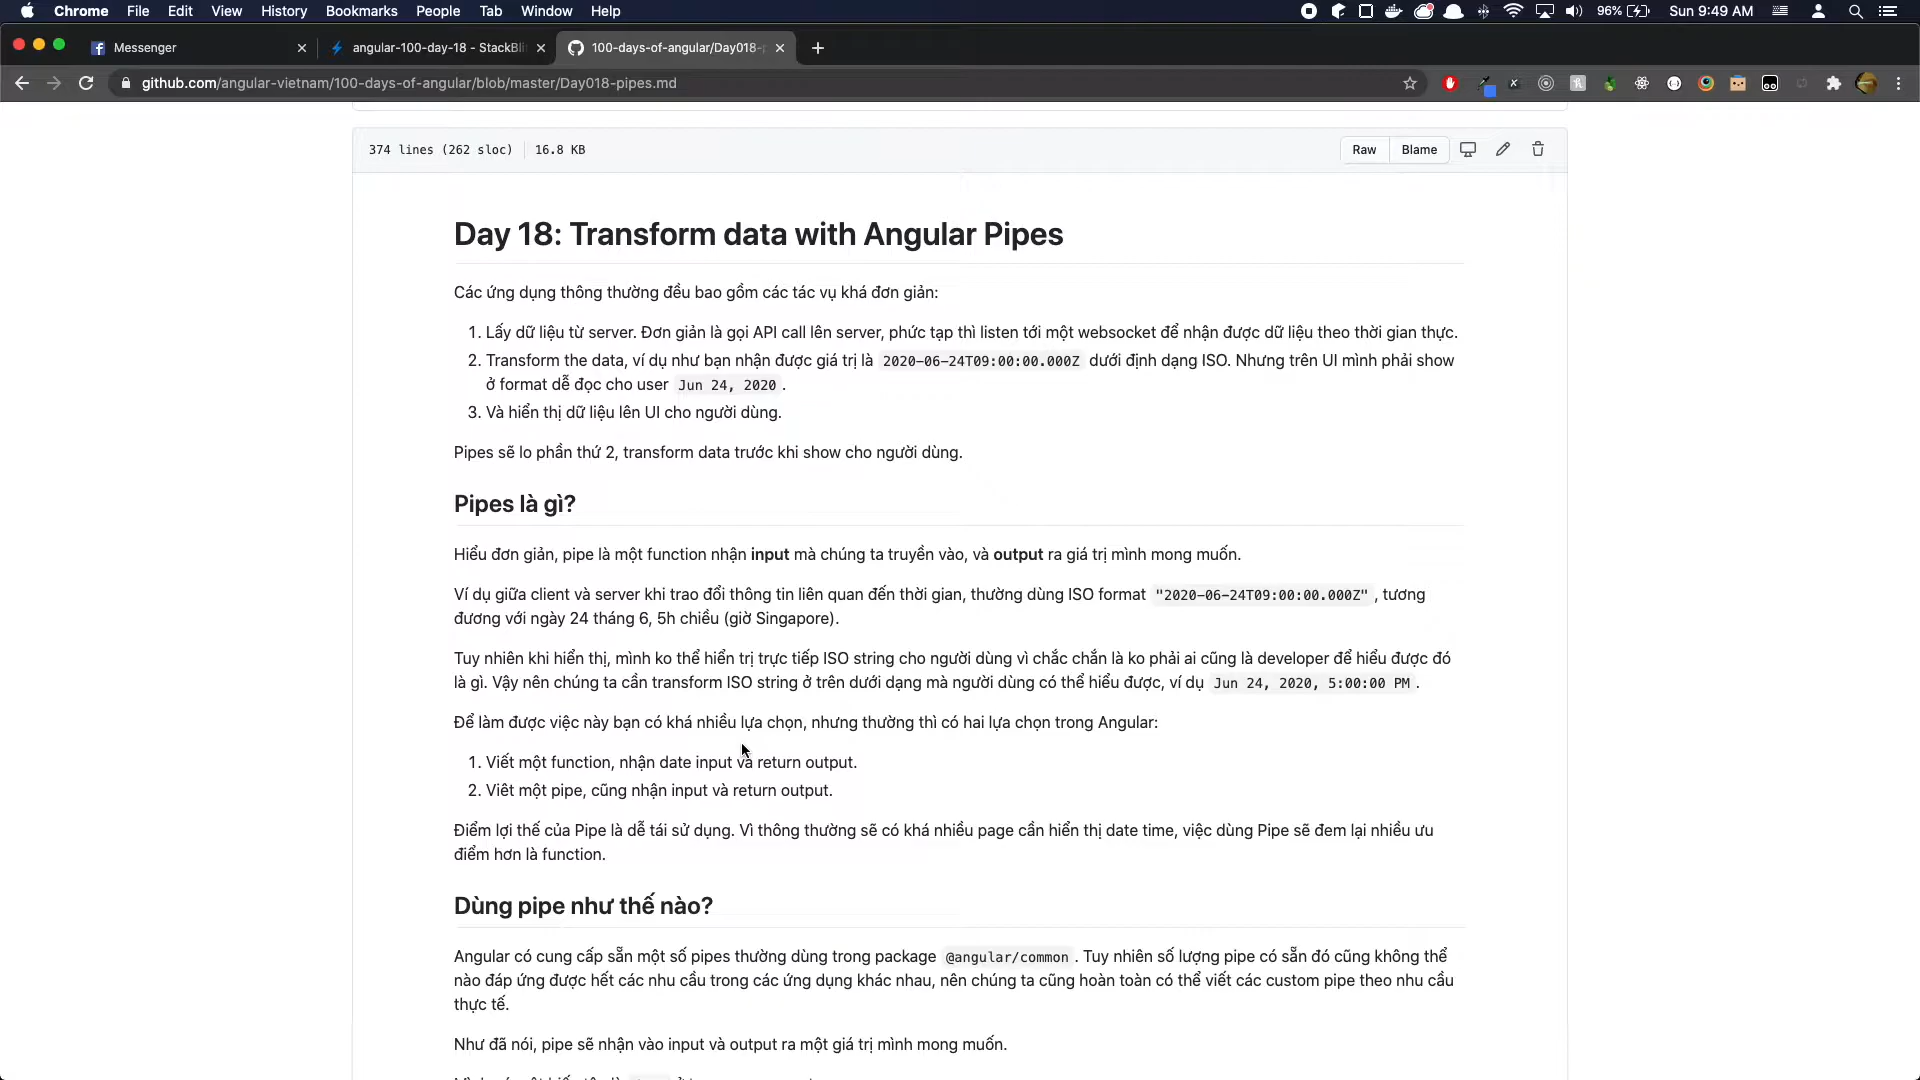 Chrome File Edit View History Bookmarks People Tab Window Help 96% Sun 9:49 AM
Messenger angular-100-day-18 - StackBli 100-days-of-angular/Day018-
github.com/angular-vietnam/100-days-of-angular/blob/master/Day018-pipes.md
374 lines (262 sloc) 16.8 KB Raw Blame
Day 18: Transform data with Angular Pipes
Các ứng dụng thông thường đều bao gồm các tác vụ khá đơn giản:
1. Lấy dữ liệu từ server. Đơn giản là gọi API call lên server, phức tạp thì listen tới một websocket để nhận được dữ liệu theo thời gian thực.
2. Transform the data, ví dụ như bạn nhận được giá trị là 2020-06-24T09:00:00.000Z dưới định dạng ISO. Nhưng trên UI mình phải show
ở format dễ đọc cho user Jun 24, 2020 .
3. Và hiển thị dữ liệu lên UI cho người dùng.
Pipes sẽ lo phần thứ 2, transform data trước khi show cho người dùng.
Pipes là gì?
Hiểu đơn giản, pipe là một function nhận input mà chúng ta truyền vào, và output ra giá trị mình mong muốn.
Ví dụ giữa client và server khi trao đổi thông tin liên quan đến thời gian, thường dùng ISO format "2020-06-24T09:00:00.000Z" , tương
đương với ngày 24 tháng 6, 5h chiều (giờ Singapore).
Tuy nhiên khi hiển thị, mình ko thể hiển trị trực tiếp ISO string cho người dùng vì chắc chắn là ko phải ai cũng là developer để hiểu được đó
là gì. Vậy nên chúng ta cần transform ISO string ở trên dưới dạng mà người dùng có thể hiểu được, ví dụ Jun 24, 2020, 5:00:00 PM .
Để làm được việc này bạn có khá nhiều lựa chọn, nhưng thường thì có hai lựa chọn trong Angular:
1. Viết một function, nhận date input và return output.
2. Viêt một pipe, cũng nhận input và return output.
Điểm lợi thế của Pipe là dễ tái sử dụng. Vì thông thường sẽ có khá nhiều page cần hiển thị date time, việc dùng Pipe sẽ đem lại nhiều ưu
điểm hơn là function.
Dùng pipe như thế nào?
Angular có cung cấp sẵn một số pipes thường dùng trong package @angular/common . Tuy nhiên số lượng pipe có sẵn đó cũng không thể
nào đáp ứng được hết các nhu cầu trong các ứng dụng khác nhau, nên chúng ta cũng hoàn toàn có thể viết các custom pipe theo nhu cầu
thực tế.
Như đã nói, pipe sẽ nhận vào input và output ra một giá trị mình mong muốn.